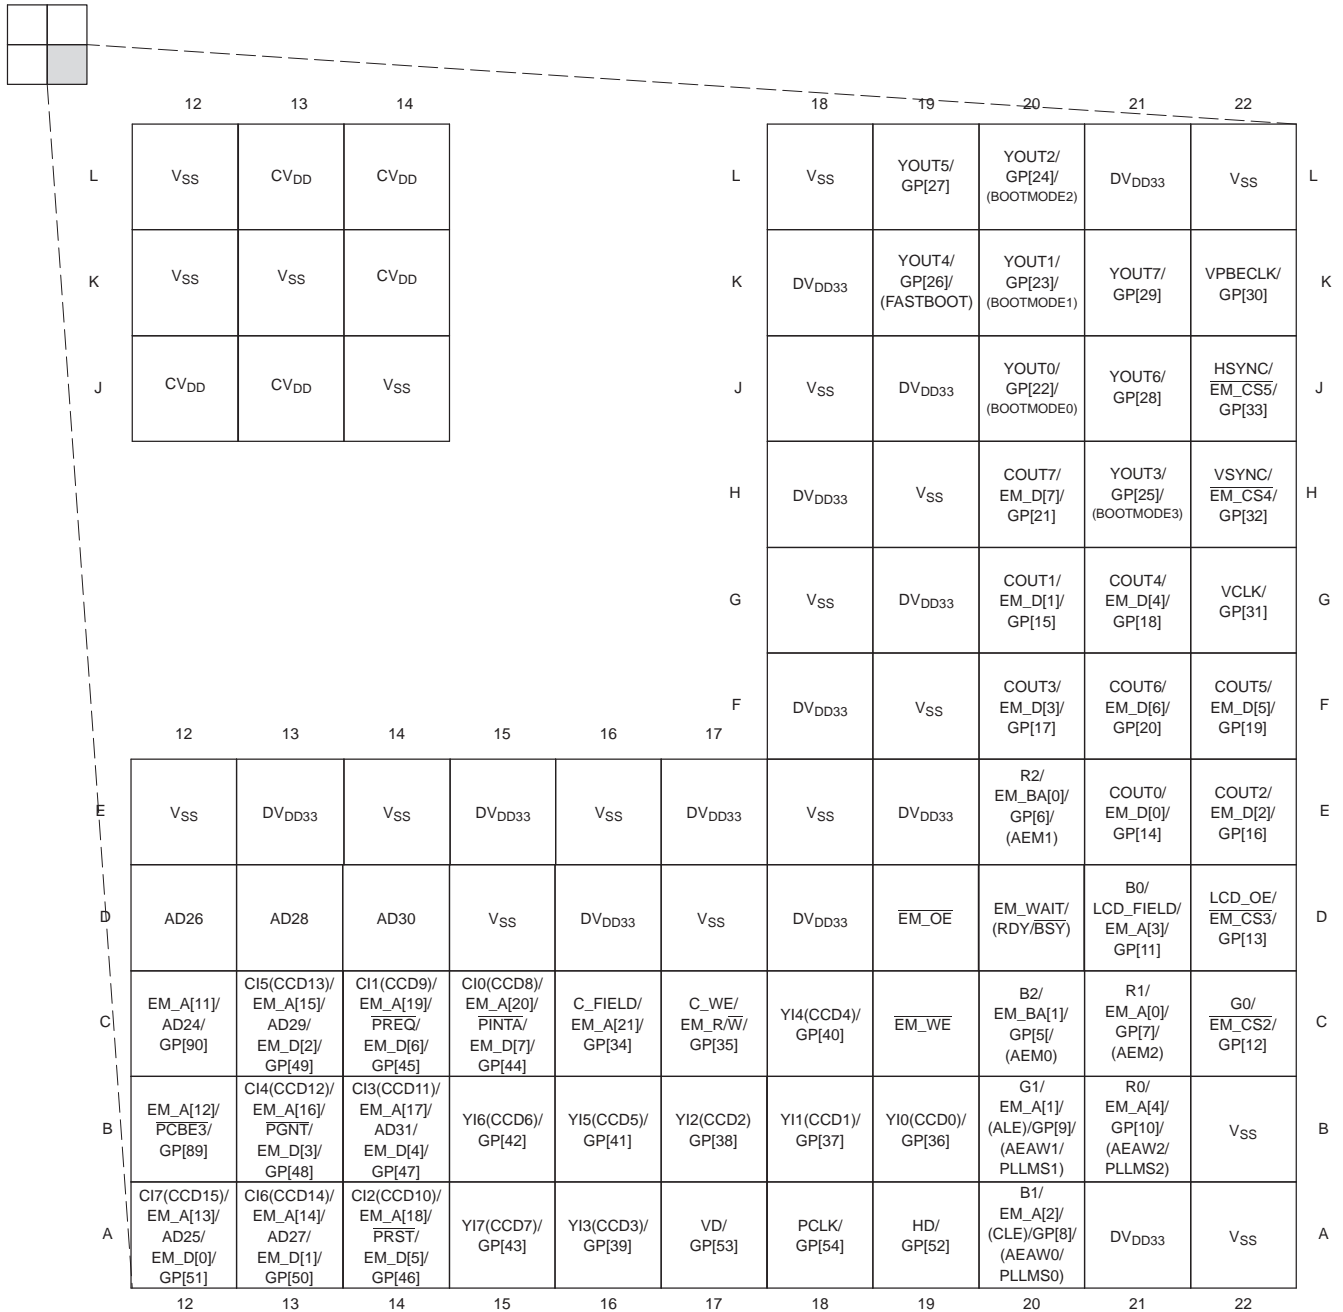 12 13 14 18 19 20 21 22
L VSS CVDD CVDD L VSS YOUT5/ GP[27] YOUT2/ GP[24]/ (BOOTMODE2) DVDD33 VSS L
K VSS VSS CVDD K DVDD33 YOUT4/ GP[26]/ (FASTBOOT) YOUT1/ GP[23]/ (BOOTMODE1) YOUT7/ GP[29] VPBECLK/ GP[30] K
J CVDD CVDD VSS J VSS DVDD33 YOUT0/ GP[22]/ (BOOTMODE0) YOUT6/ GP[28] HSYNC/ EM_CS5/ GP[33] J
H DVDD33 VSS COUT7/ EM_D[7]/ GP[21] YOUT3/ GP[25]/ (BOOTMODE3) VSYNC/ EM_CS4/ GP[32] H
G VSS DVDD33 COUT1/ EM_D[1]/ GP[15] COUT4/ EM_D[4]/ GP[18] VCLK/ GP[31] G
F DVDD33 VSS COUT3/ EM_D[3]/ GP[17] COUT6/ EM_D[6]/ GP[20] COUT5/ EM_D[5]/ GP[19] F
12 13 14 15 16 17
E VSS DVDD33 VSS DVDD33 VSS DVDD33 VSS DVDD33 R2/ EM_BA[0]/ GP[6]/ (AEM1) COUT0/ EM_D[0]/ GP[14] COUT2/ EM_D[2]/ GP[16] E
D AD26 AD28 AD30 VSS DVDD33 VSS DVDD33 EM_OE EM_WAIT/ (RDY/BSY) B0/ LCD_FIELD/ EM_A[3]/ GP[11] LCD_OE/ EM_CS3/ GP[13] D
C EM_A[11]/ AD24/ GP[90] CI5(CCD13)/ EM_A[15]/ AD29/ EM_D[2]/ GP[49] CI1(CCD9)/ EM_A[19]/ PREQ/ EM_D[6]/ GP[45] CI0(CCD8)/ EM_A[20]/ PINTA/ EM_D[7]/ GP[44] C_FIELD/ EM_A[21]/ GP[34] C_WE/ EM_R/W/ GP[35] YI4(CCD4)/ GP[40] EM_WE B2/ EM_BA[1]/ GP[5[/ (AEM0) R1/ EM_A[0]/ GP[7]/ (AEM2) G0/ EM_CS2/ GP[12] C
B EM_A[12]/ PCBE3/ GP[89] CI4(CCD12)/ EM_A[16]/ PGNT/ EM_D[3]/ GP[48] CI3(CCD11)/ EM_A[17]/ AD31/ EM_D[4]/ GP[47] YI6(CCD6)/ GP[42] YI5(CCD5)/ GP[41] YI2(CCD2) GP[38] YI1(CCD1)/ GP[37] YI0(CCD0)/ GP[36] G1/ EM_A[1]/ (ALE)/GP[9]/ (AEAW1/ PLLMS1) R0/ EM_A[4]/ GP[10]/ (AEAW2/ PLLMS2) VSS B
A CI7(CCD15)/ EM_A[13]/ AD25/ EM_D[0]/ GP[51] CI6(CCD14)/ EM_A[14]/ AD27/ EM_D[1]/ GP[50] CI2(CCD10)/ EM_A[18]/ PRST/ EM_D[5]/ GP[46] YI7(CCD7)/ GP[43] YI3(CCD3)/ GP[39] VD/ GP[53] PCLK/ GP[54] HD/ GP[52] B1/ EM_A[2]/ (CLE)/GP[8]/ (AEAW0/ PLLMS0) DVDD33 VSS A
12 13 14 15 16 17 18 19 20 21 22